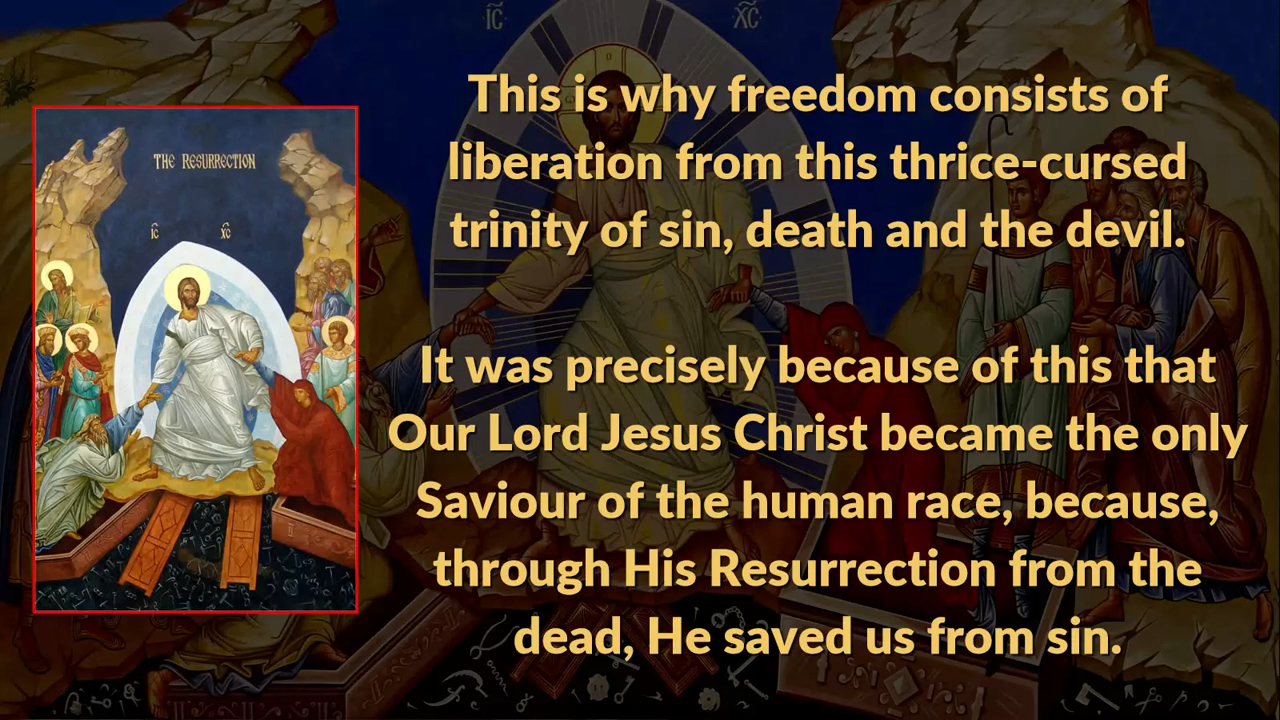 THE RESURRECTION
IC XC
IC XC
This is why freedom consists of
liberation from this thrice-cursed
trinity of sin, death and the devil.
It was precisely because of this that
Our Lord Jesus Christ became the only
Saviour of the human race, because,
through His Resurrection from the
dead, He saved us from sin.